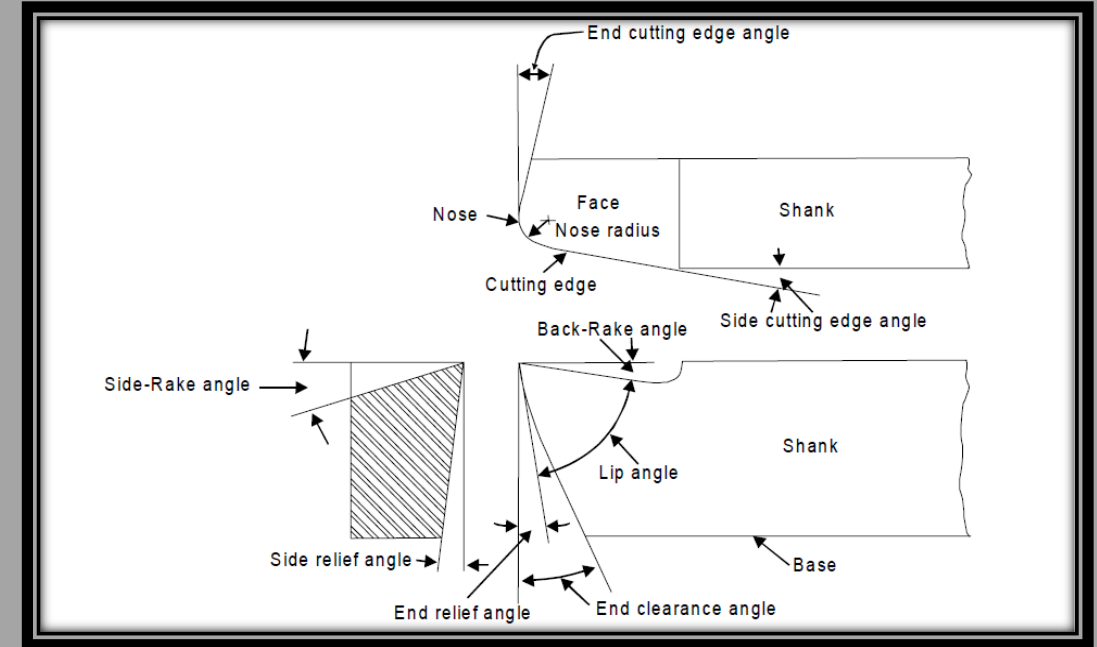 End cutting edge angle
Face
Shank
Nose
Nose radius
Cutting edge
Side cutting edge angle
Back-Rake angle
Side-Rake angle
Shank
Lip angle
Side relief angle
Base
End relief angle
End clearance angle